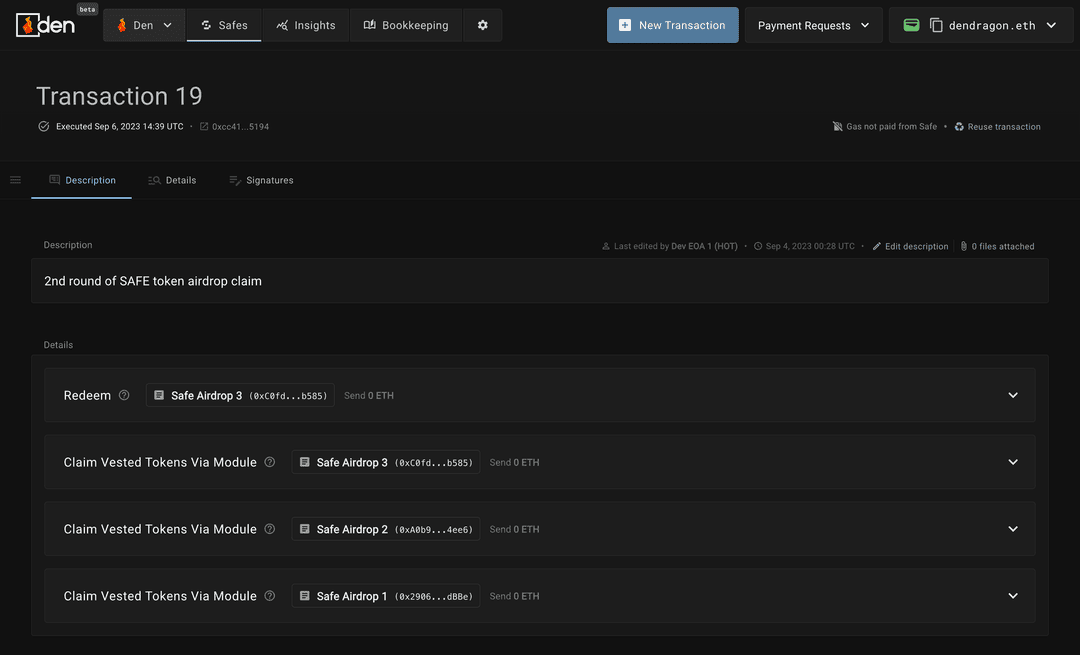 den beta Den Safes Insights Bookkeeping New Transaction Payment Requests dendragon.eth
Transaction 19
Executed Sep 6, 2023 14:39 UTC • 0xcc41...5194 Gas not paid from Safe • Reuse transaction
Description Details Signatures
Description Last edited by Dev EOA 1 (HOT) • Sep 4, 2023 00:28 UTC • Edit description 0 files attached
2nd round of SAFE token airdrop claim
Details
Redeem Safe Airdrop 3 (0xC0fd...b585) Send 0 ETH
Claim Vested Tokens Via Module Safe Airdrop 3 (0xC0fd...b585) Send 0 ETH
Claim Vested Tokens Via Module Safe Airdrop 2 (0xA0b9...4ee6) Send 0 ETH
Claim Vested Tokens Via Module Safe Airdrop 1 (0x2906...dBBe) Send 0 ETH